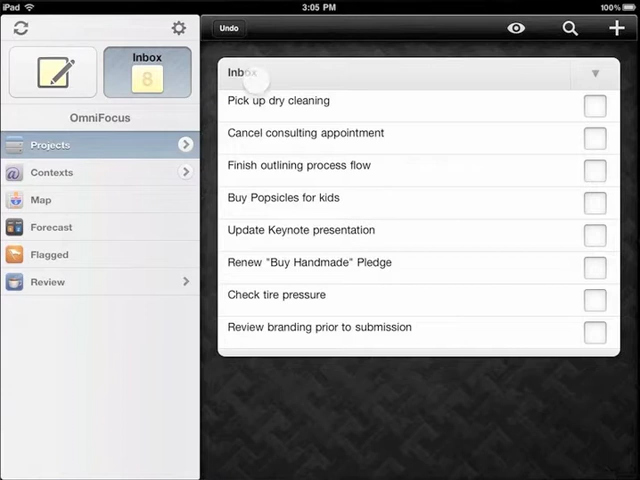 iPad 3:05 PM 100%
Undo
Inbox
8
OmniFocus
Projects
Contexts
Map
Forecast
Flagged
Review
Inbox
Pick up dry cleaning
Cancel consulting appointment
Finish outlining process flow
Buy Popsicles for kids
Update Keynote presentation
Renew "Buy Handmade" Pledge
Check tire pressure
Review branding prior to submission